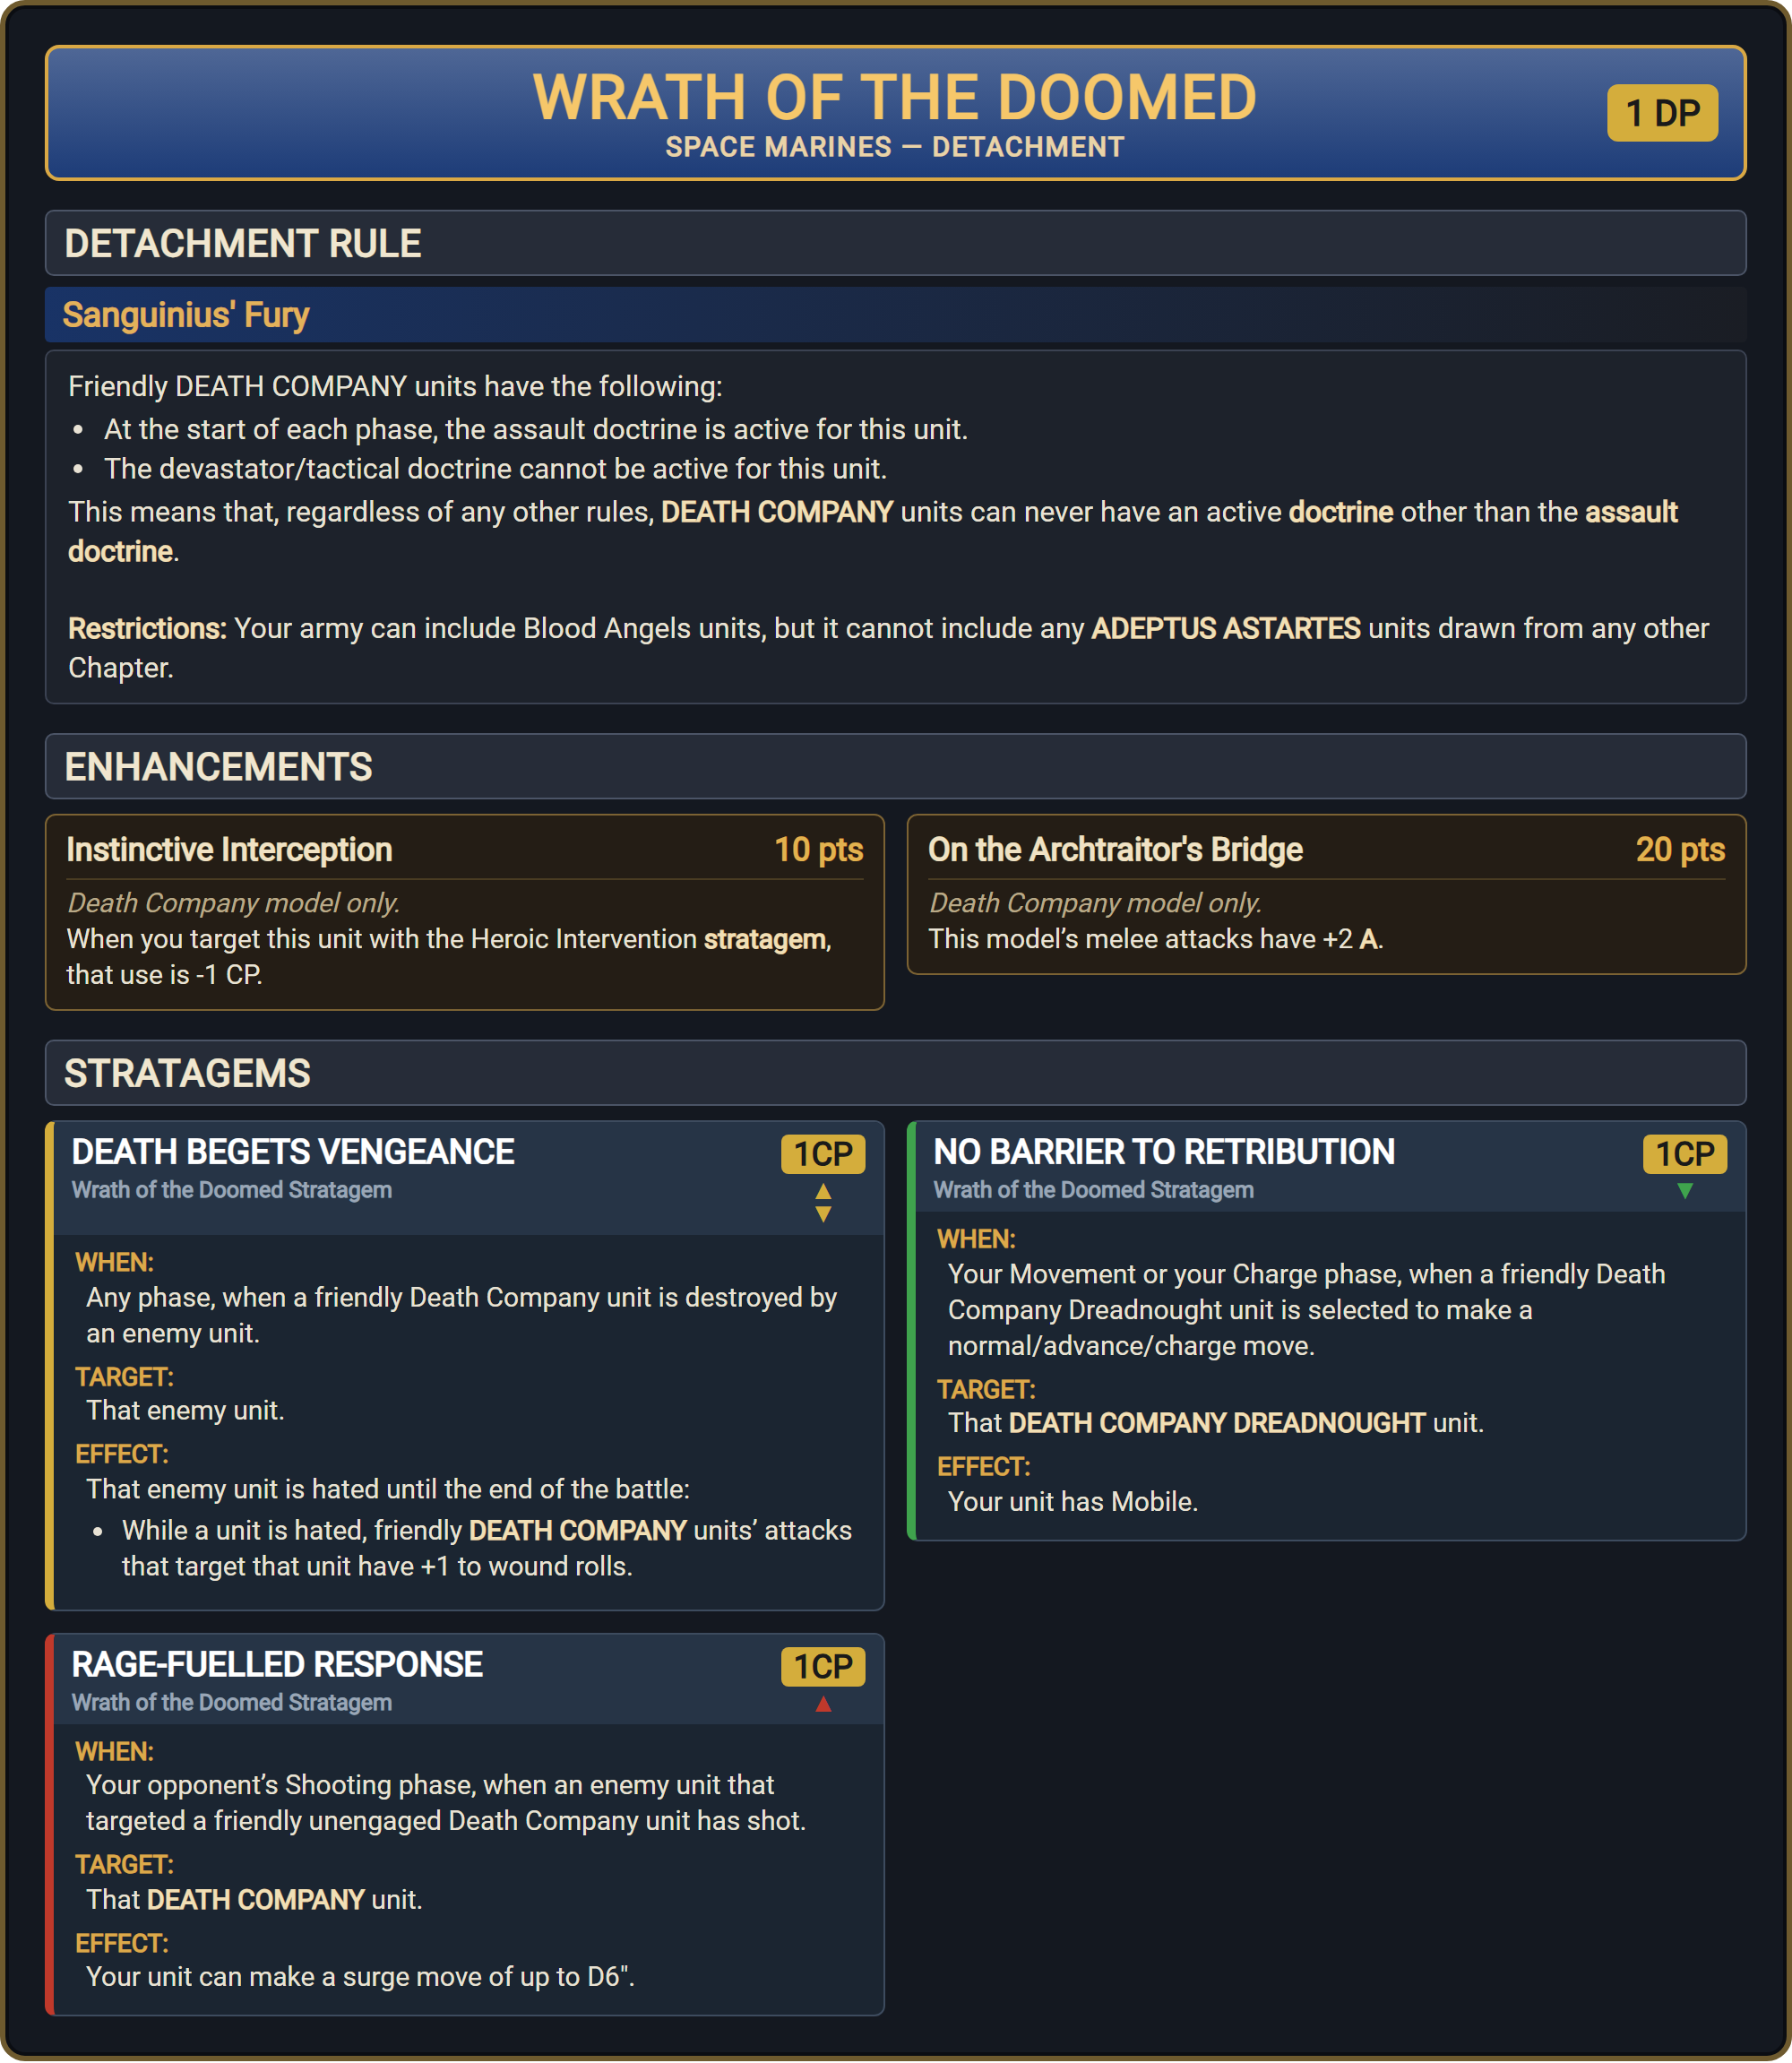 WRATH OF THE DOOMED
SPACE MARINES — DETACHMENT
1 DP
DETACHMENT RULE
Sanguinius' Fury
Friendly DEATH COMPANY units have the following:
• At the start of each phase, the assault doctrine is active for this unit.
• The devastator/tactical doctrine cannot be active for this unit.
This means that, regardless of any other rules, DEATH COMPANY units can never have an active doctrine other than the assault
doctrine.
Restrictions: Your army can include Blood Angels units, but it cannot include any ADEPTUS ASTARTES units drawn from any other
Chapter.
ENHANCEMENTS
Instinctive Interception 10 pts
Death Company model only.
When you target this unit with the Heroic Intervention stratagem,
that use is -1 CP.
On the Archtraitor's Bridge 20 pts
Death Company model only.
This model’s melee attacks have +2 A.
STRATAGEMS
DEATH BEGETS VENGEANCE 1CP
Wrath of the Doomed Stratagem
WHEN:
Any phase, when a friendly Death Company unit is destroyed by
an enemy unit.
TARGET:
That enemy unit.
EFFECT:
That enemy unit is hated until the end of the battle:
• While a unit is hated, friendly DEATH COMPANY units’ attacks
that target that unit have +1 to wound rolls.
NO BARRIER TO RETRIBUTION 1CP
Wrath of the Doomed Stratagem
WHEN:
Your Movement or your Charge phase, when a friendly Death
Company Dreadnought unit is selected to make a
normal/advance/charge move.
TARGET:
That DEATH COMPANY DREADNOUGHT unit.
EFFECT:
Your unit has Mobile.
RAGE-FUELLED RESPONSE 1CP
Wrath of the Doomed Stratagem
WHEN:
Your opponent’s Shooting phase, when an enemy unit that
targeted a friendly unengaged Death Company unit has shot.
TARGET:
That DEATH COMPANY unit.
EFFECT:
Your unit can make a surge move of up to D6".